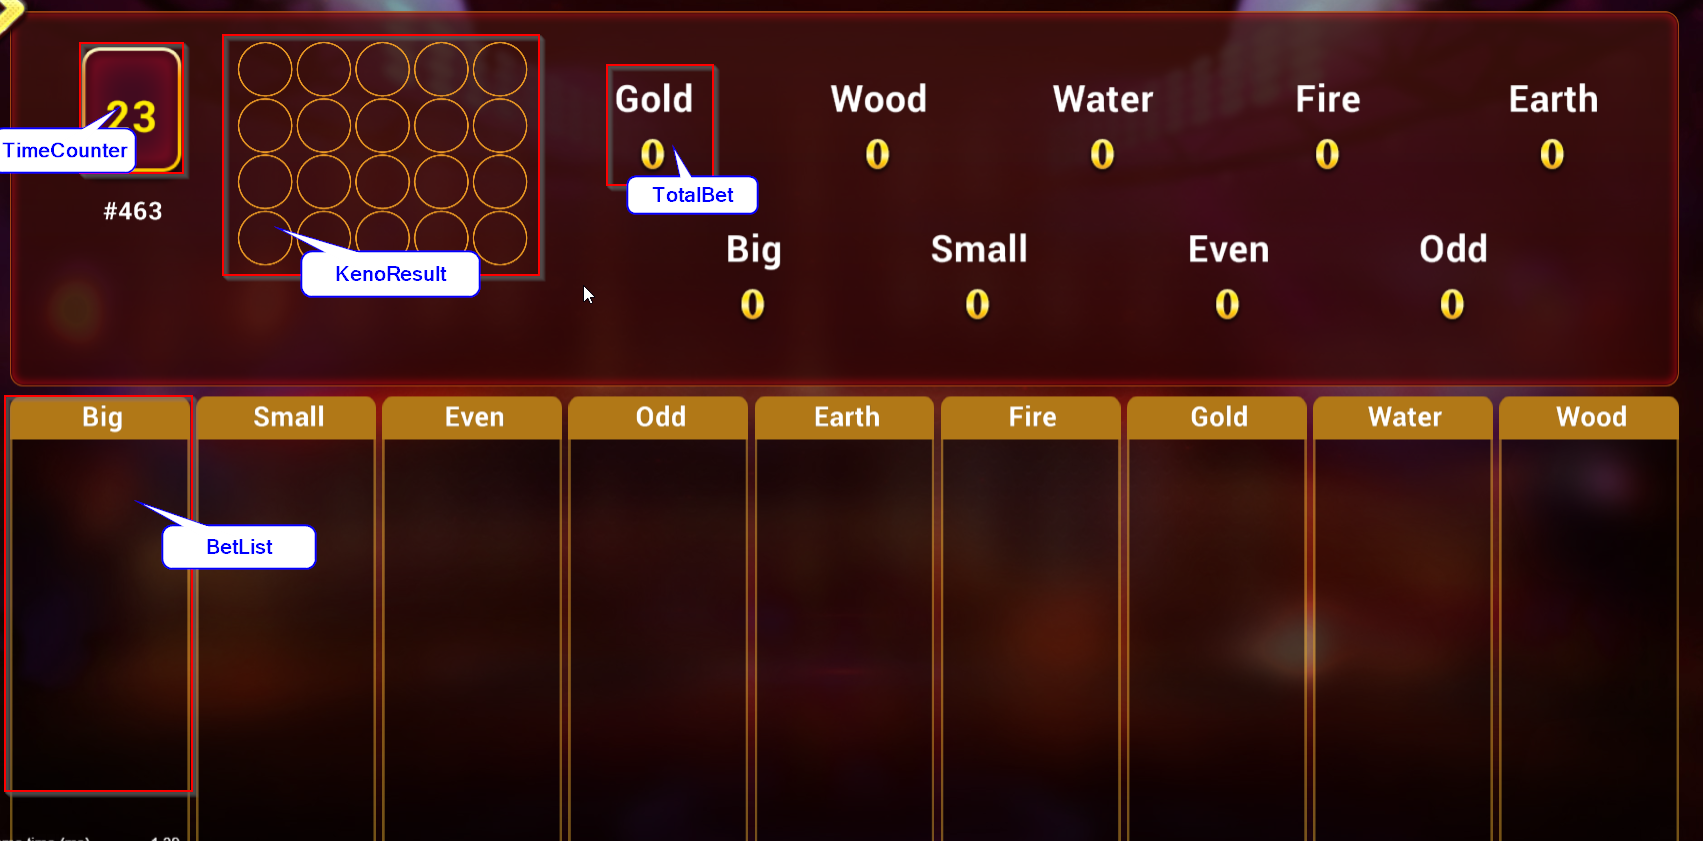 23
TimeCounter
#463
KenoResult
Gold Wood Water Fire Earth
0 0 0 0 0
TotalBet
Big Small Even Odd
0 0 0 0
Big Small Even Odd Earth Fire Gold Water Wood
BetList